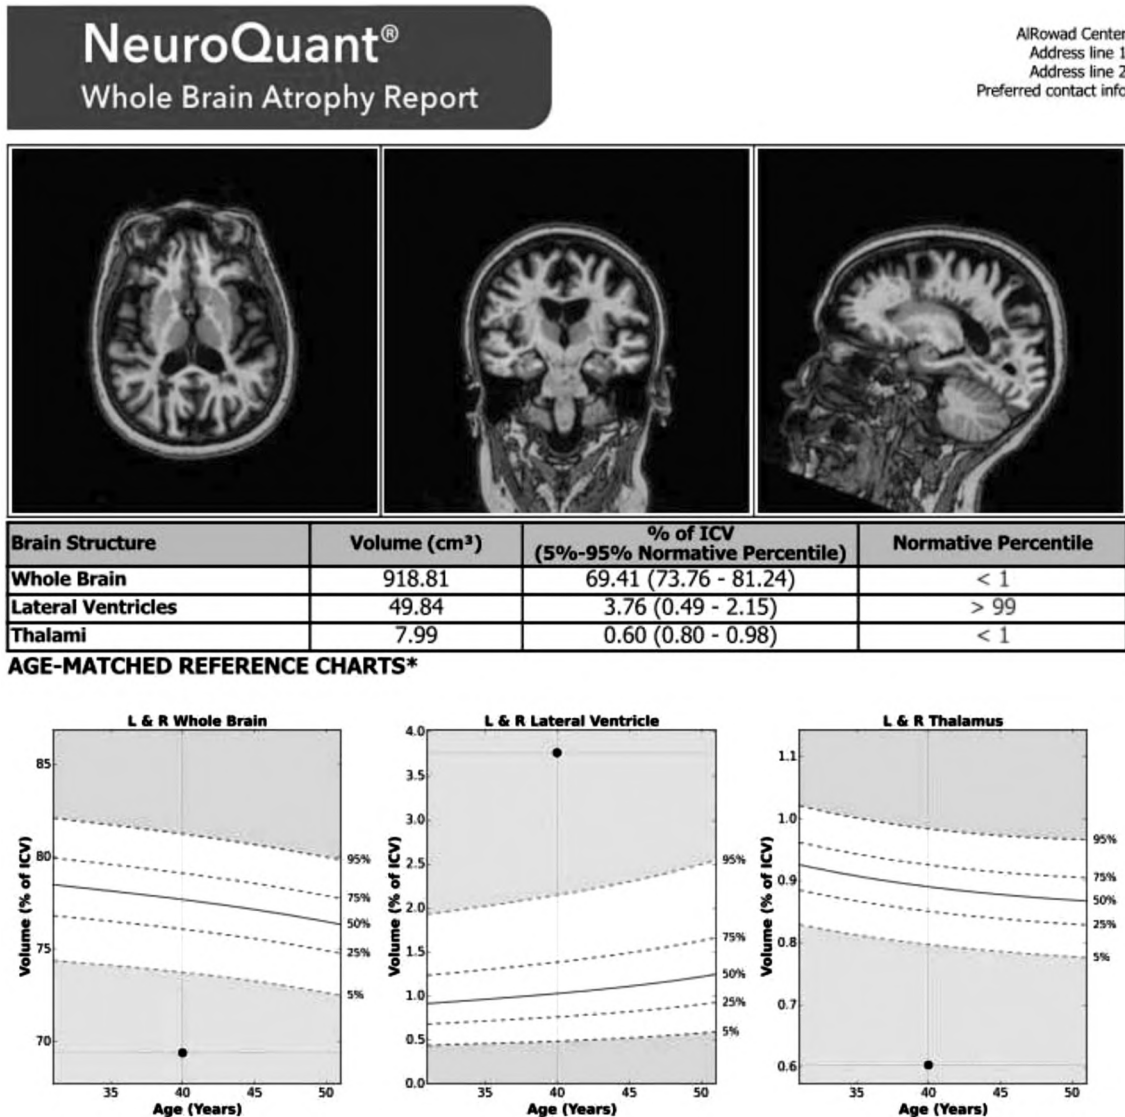 NeuroQuant®
Whole Brain Atrophy Report
AlRowad Center
Address line 1
Address line 2
Preferred contact info
Brain Structure Volume (cm³) % of ICV (5%-95% Normative Percentile) Normative Percentile
Whole Brain 918.81 69.41 (73.76 - 81.24) < 1
Lateral Ventricles 49.84 3.76 (0.49 - 2.15) > 99
Thalami 7.99 0.60 (0.80 - 0.98) < 1
AGE-MATCHED REFERENCE CHARTS*
L & R Whole Brain
Volume (% of ICV)
85
80
75
70
95%
75%
50%
25%
5%
35 40 45 50
Age (Years)
L & R Lateral Ventricle
Volume (% of ICV)
4.0
3.5
3.0
2.5
2.0
1.5
1.0
0.5
0.0
95%
75%
50%
25%
5%
35 40 45 50
Age (Years)
L & R Thalamus
Volume (% of ICV)
1.1
1.0
0.9
0.8
0.7
0.6
95%
75%
50%
25%
5%
35 40 45 50
Age (Years)